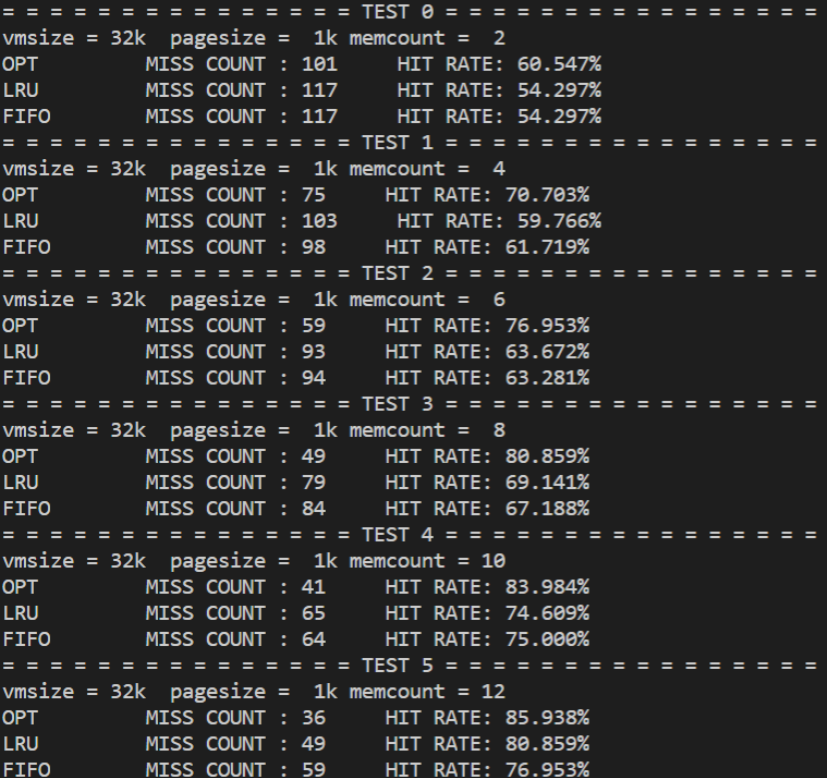 = = = = = = = = = = = = = = = TEST 0 = = = = = = = = = = = = = = = =
vmsize = 32k  pagesize =  1k memcount =  2
OPT         MISS COUNT : 101     HIT RATE: 60.547%
LRU         MISS COUNT : 117     HIT RATE: 54.297%
FIFO        MISS COUNT : 117     HIT RATE: 54.297%
= = = = = = = = = = = = = = = TEST 1 = = = = = = = = = = = = = = = =
vmsize = 32k  pagesize =  1k memcount =  4
OPT         MISS COUNT : 75     HIT RATE: 70.703%
LRU         MISS COUNT : 103     HIT RATE: 59.766%
FIFO        MISS COUNT : 98     HIT RATE: 61.719%
= = = = = = = = = = = = = = = TEST 2 = = = = = = = = = = = = = = = =
vmsize = 32k  pagesize =  1k memcount =  6
OPT         MISS COUNT : 59     HIT RATE: 76.953%
LRU         MISS COUNT : 93     HIT RATE: 63.672%
FIFO        MISS COUNT : 94     HIT RATE: 63.281%
= = = = = = = = = = = = = = = TEST 3 = = = = = = = = = = = = = = = =
vmsize = 32k  pagesize =  1k memcount =  8
OPT         MISS COUNT : 49     HIT RATE: 80.859%
LRU         MISS COUNT : 79     HIT RATE: 69.141%
FIFO        MISS COUNT : 84     HIT RATE: 67.188%
= = = = = = = = = = = = = = = TEST 4 = = = = = = = = = = = = = = = =
vmsize = 32k  pagesize =  1k memcount = 10
OPT         MISS COUNT : 41     HIT RATE: 83.984%
LRU         MISS COUNT : 65     HIT RATE: 74.609%
FIFO        MISS COUNT : 64     HIT RATE: 75.000%
= = = = = = = = = = = = = = = TEST 5 = = = = = = = = = = = = = = = =
vmsize = 32k  pagesize =  1k memcount = 12
OPT         MISS COUNT : 36     HIT RATE: 85.938%
LRU         MISS COUNT : 49     HIT RATE: 80.859%
FIFO        MISS COUNT : 59     HIT RATE: 76.953%